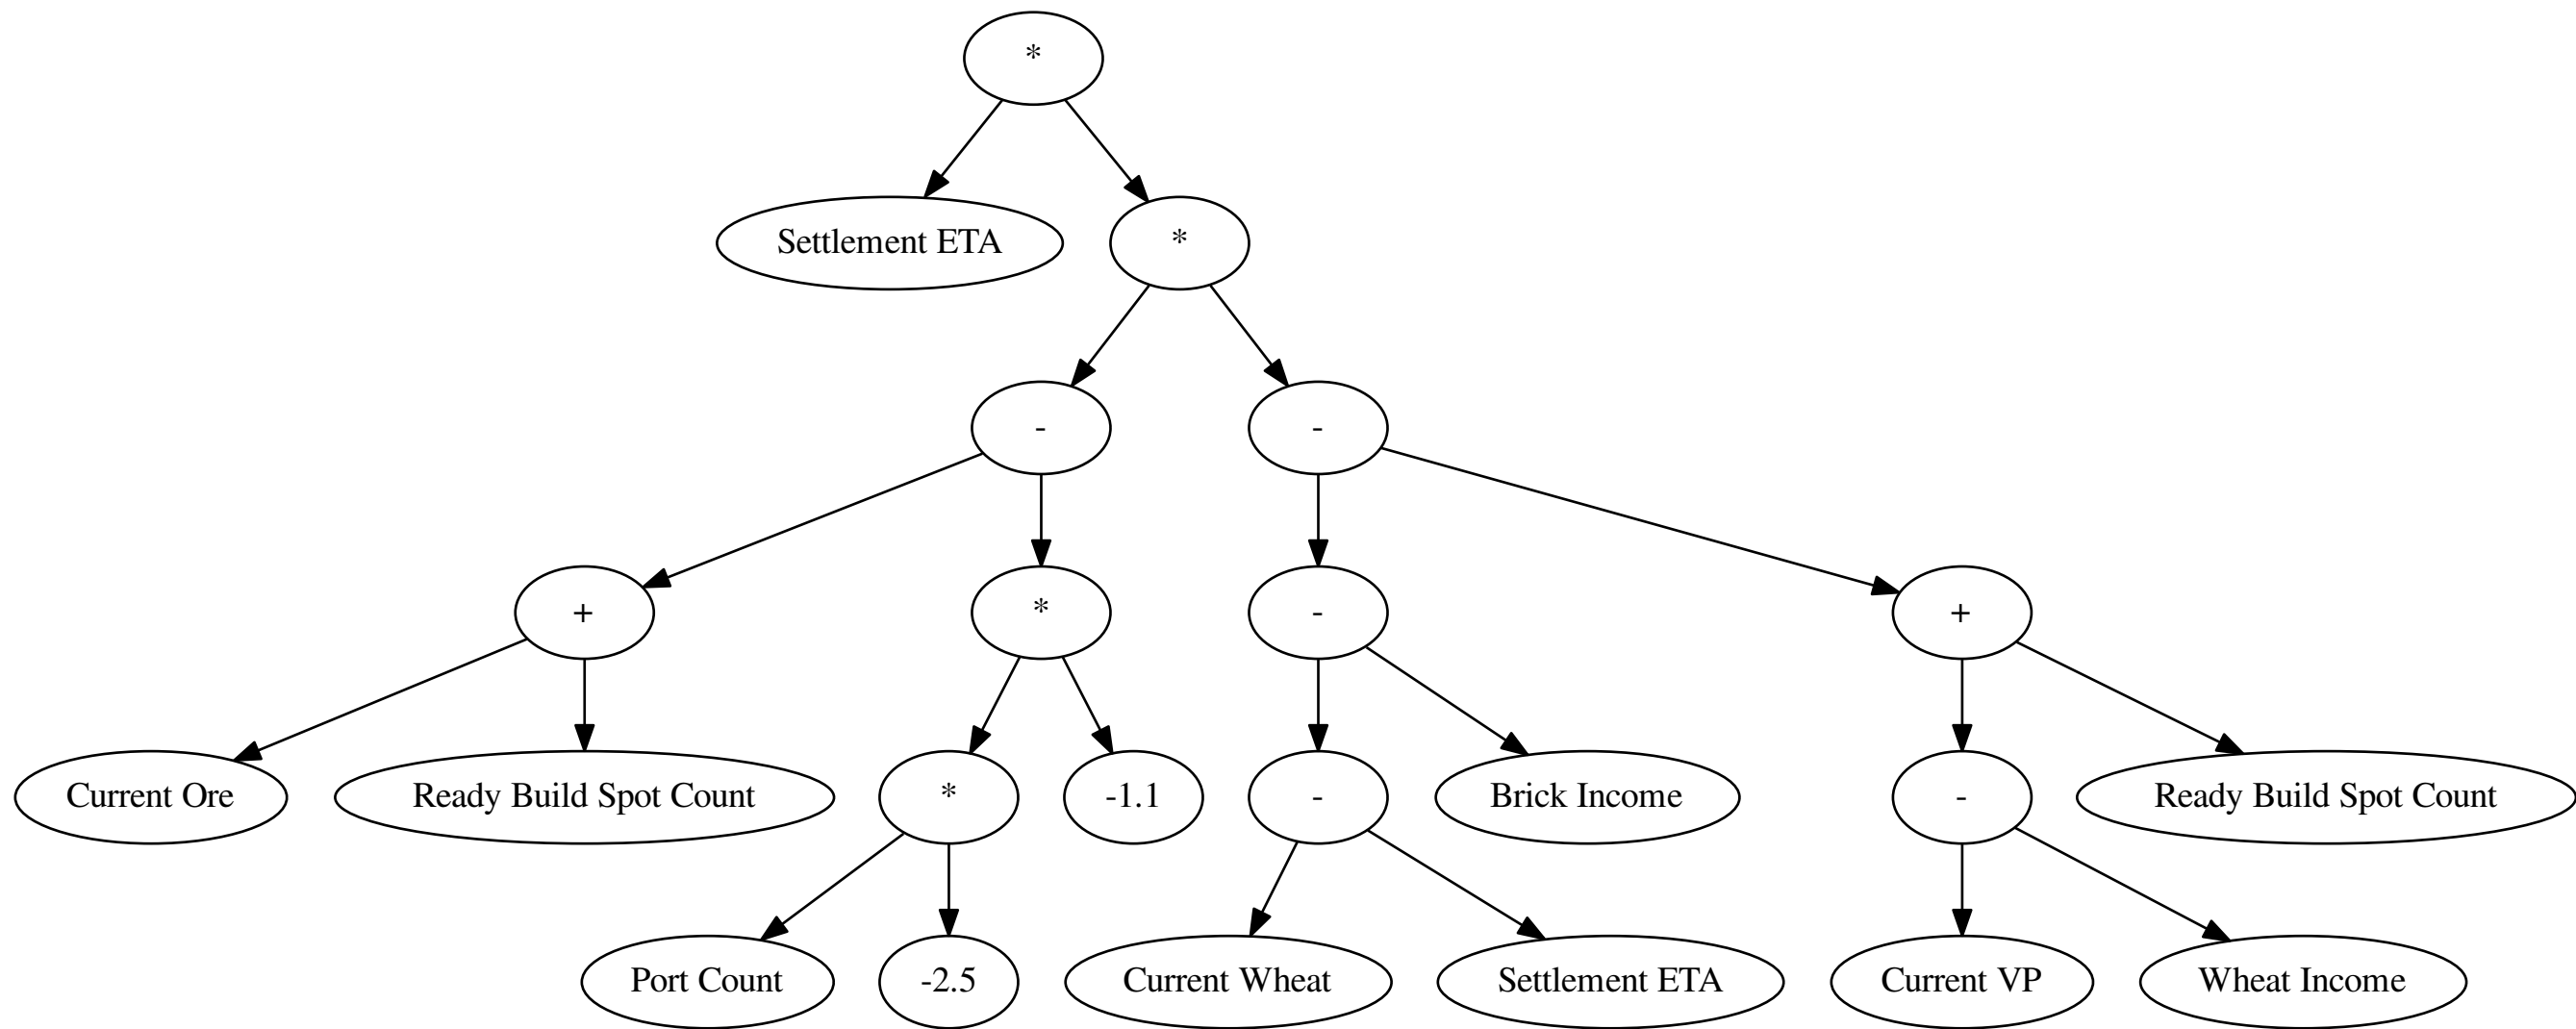 *
Settlement ETA
*
-
-
+
*
-
+
Current Ore
Ready Build Spot Count
*
-1.1
-
Brick Income
-
Ready Build Spot Count
Port Count
-2.5
Current Wheat
Settlement ETA
Current VP
Wheat Income